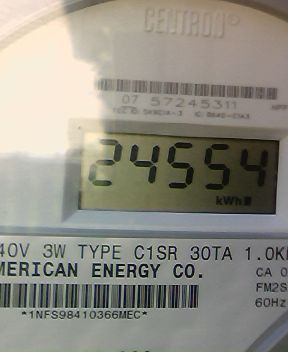 CENTRON®
07 57245311
24554
kWh
40V 3W TYPE C1SR 30TA 1.0K
MERICAN ENERGY CO.
CA 0
FM2S
60Hz
*1NFS98410366MEC*